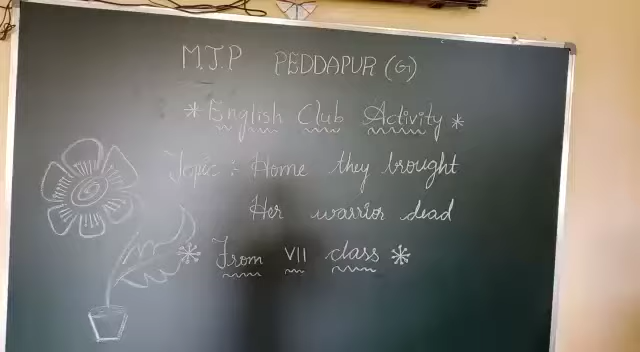 M.J.P PEDDAPUR (G)
* English Club Activity *
Topic : Home they brought
Her warrior dead
* From VII class *